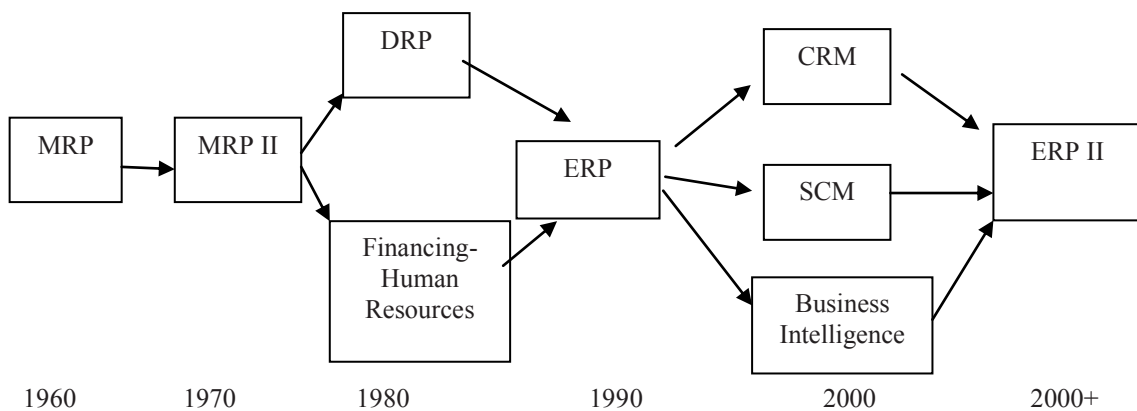 DRP
CRM
MRP
MRP II
ERP
ERP II
SCM
Financing-
Human
Resources
Business
Intelligence
1960
1970
1980
1990
2000
2000+